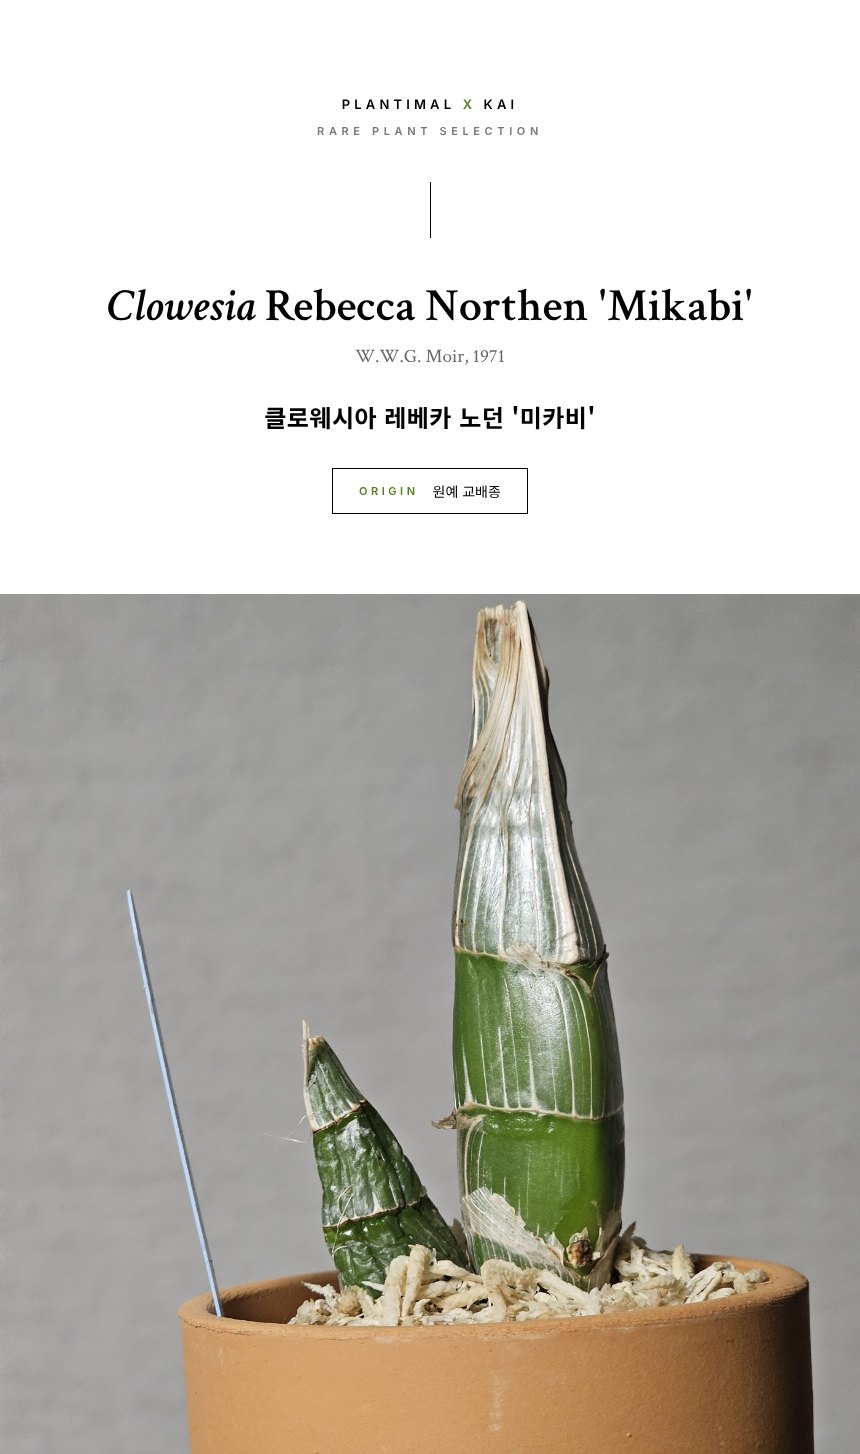 PLANTIMAL X KAI
RARE PLANT SELECTION
Clowesia Rebecca Northen 'Mikabi'
W.W.G. Moir, 1971
클로웨시아 레베카 노던 '미카비'
ORIGIN 원예 교배종